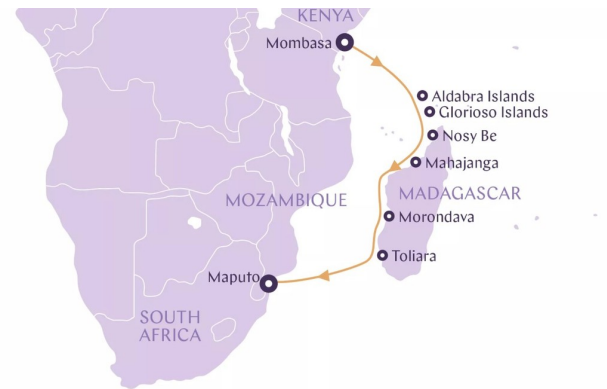 KENYA
Mombasa
Aldabra Islands
Glorioso Islands
Nosy Be
Mahajanga
MADAGASCAR
MOZAMBIQUE
Morondava
Toliara
Maputo
SOUTH
AFRICA